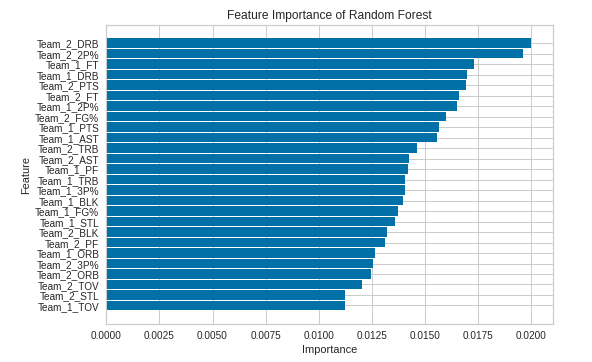 Feature Importance of Random Forest
Feature
Team_2_DRB
Team_2_2P%
Team_1_FT
Team_1_DRB
Team_2_PTS
Team_2_FT
Team_1_2P%
Team_2_FG%
Team_1_PTS
Team_1_AST
Team_2_TRB
Team_2_AST
Team_1_PF
Team_1_TRB
Team_1_3P%
Team_1_BLK
Team_1_FG%
Team_1_STL
Team_2_BLK
Team_2_PF
Team_1_ORB
Team_2_3P%
Team_2_ORB
Team_2_TOV
Team_2_STL
Team_1_TOV
0.0000 0.0025 0.0050 0.0075 0.0100 0.0125 0.0150 0.0175 0.0200
Importance